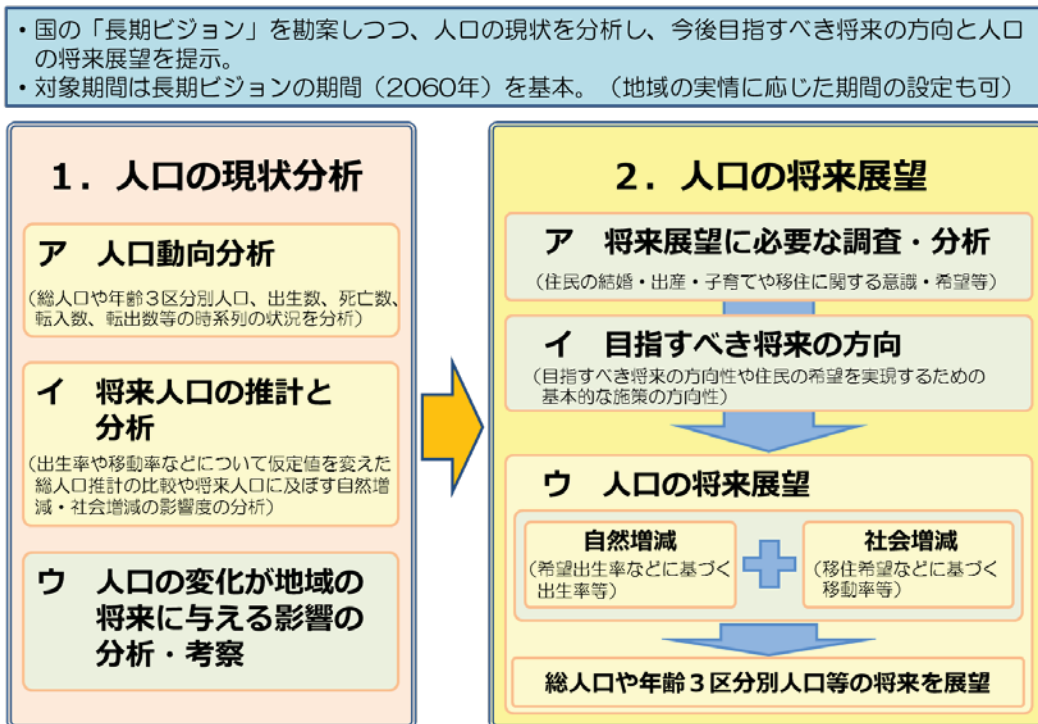 ・国の「長期ビジョン」を勘案しつつ、人口の現状を分析し、今後目指すべき将来の方向と人口
の将来展望を提示。
・対象期間は長期ビジョンの期間（2060年）を基本。（地域の実情に応じた期間の設定も可）
１．人口の現状分析
ア　人口動向分析
（総人口や年齢３区分別人口、出生数、死亡数、
転入数、転出数等の時系列の状況を分析）
イ　将来人口の推計と
分析
（出生率や移動率などについて仮定値を変えた
総人口推計の比較や将来人口に及ぼす自然増
減・社会増減の影響度の分析）
ウ　人口の変化が地域の
将来に与える影響の
分析・考察
２．人口の将来展望
ア　将来展望に必要な調査・分析
（住民の結婚・出産・子育てや移住に関する意識・希望等）
イ　目指すべき将来の方向
（目指すべき将来の方向性や住民の希望を実現するための
基本的な施策の方向性）
ウ　人口の将来展望
自然増減
（希望出生率などに基づく
出生率等）
社会増減
（移住希望などに基づく
移動率等）
総人口や年齢３区分別人口等の将来を展望